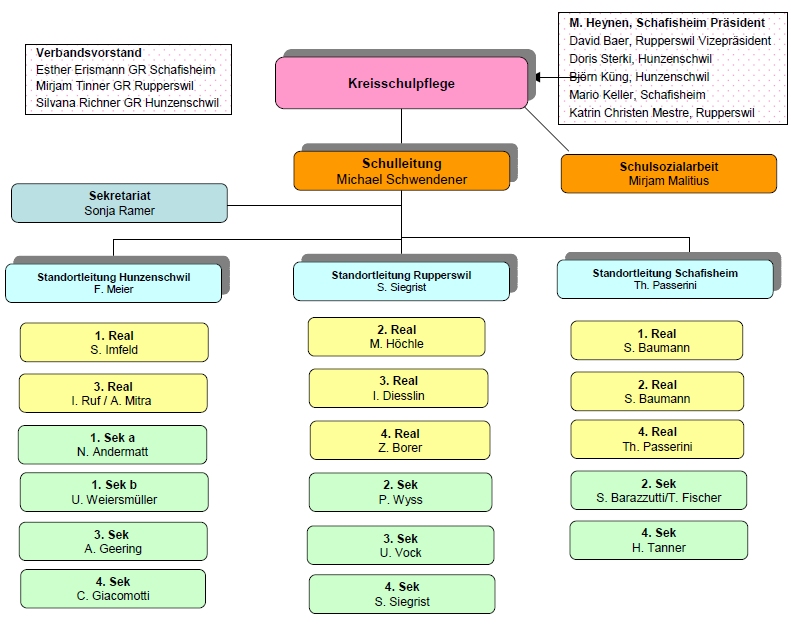 Verbandsvorstand
Esther Erismann GR Schafisheim
Mirjam Tinner GR Rupperswil
Silvana Richner GR Hunzenschwil
Kreisschulpflege
M. Heynen, Schafisheim Präsident
David Baer, Rupperswil Vizepräsident
Doris Sterki, Hunzenschwil
Björn Küng, Hunzenschwil
Mario Keller, Schafisheim
Katrin Christen Mestre, Rupperswil
Schulleitung
Michael Schwendener
Schulsozialarbeit
Mirjam Malitius
Sekretariat
Sonja Ramer
Standortleitung Hunzenschwil
F. Meier
1. Real
S. Imfeld
3. Real
I. Ruf / A. Mitra
1. Sek a
N. Andermatt
1. Sek b
U. Weiersmüller
3. Sek
A. Geering
4. Sek
C. Giacomotti
Standortleitung Rupperswil
S. Siegrist
2. Real
M. Höchle
3. Real
I. Diesslin
4. Real
Z. Borer
2. Sek
P. Wyss
3. Sek
U. Vock
4. Sek
S. Siegrist
Standortleitung Schafisheim
Th. Passerini
1. Real
S. Baumann
2. Real
S. Baumann
4. Real
Th. Passerini
2. Sek
S. Barazzutti/T. Fischer
4. Sek
H. Tanner